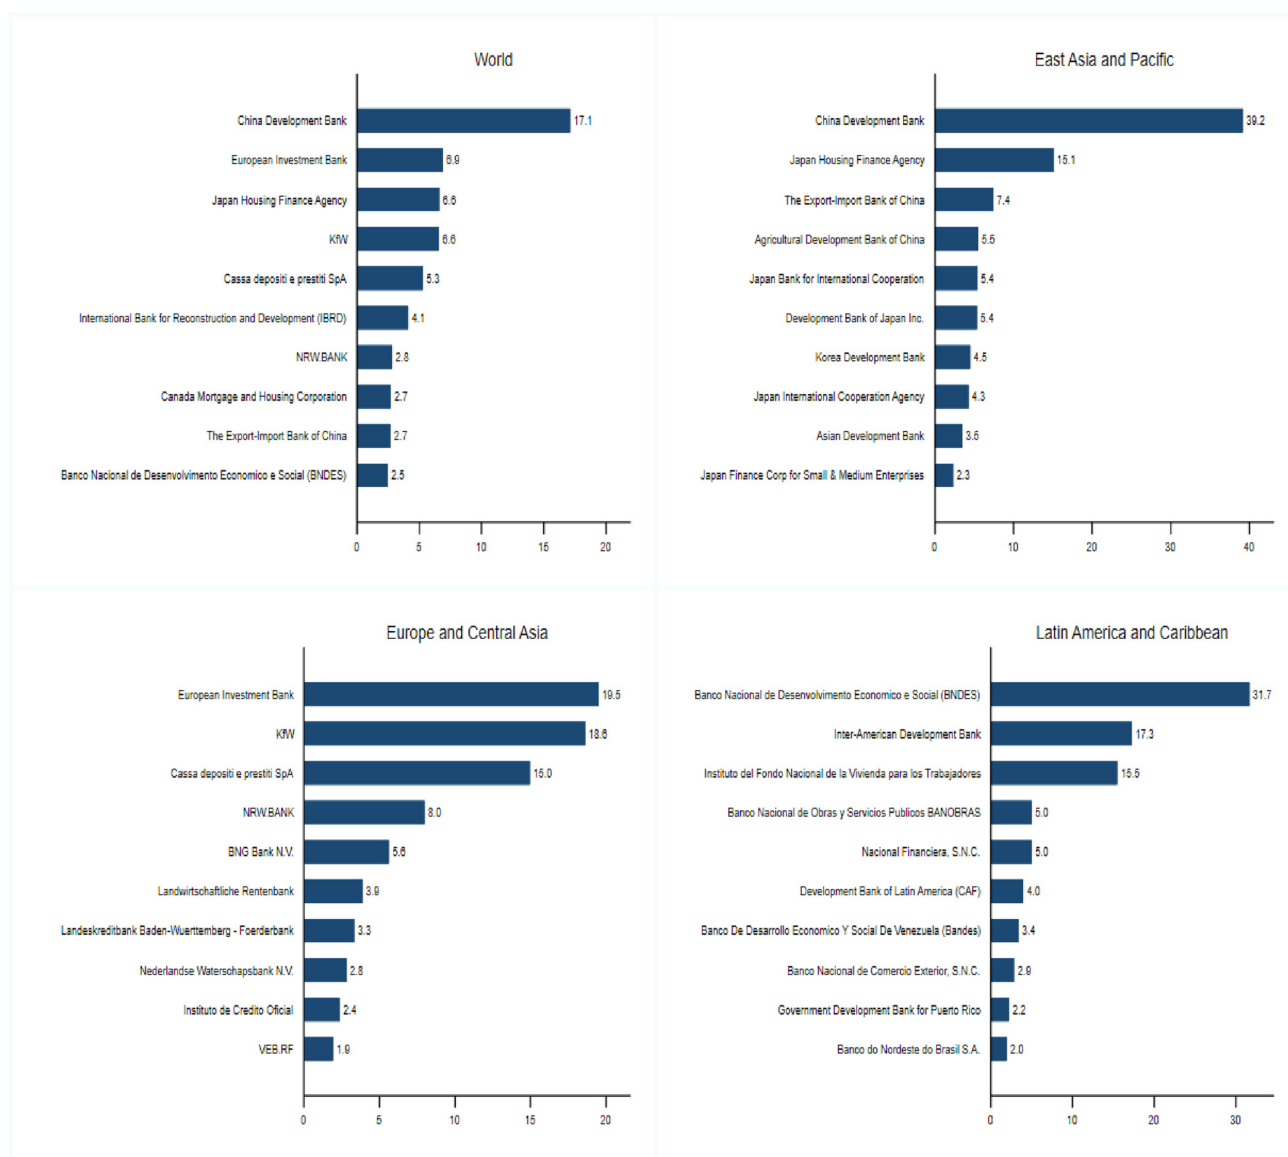 World
China Development Bank 17.1
European Investment Bank 6.9
Japan Housing Finance Agency 6.6
KfW 6.6
Cassa depositi e prestiti SpA 5.3
International Bank for Reconstruction and Development (IBRD) 4.1
NRW.BANK 2.8
Canada Mortgage and Housing Corporation 2.7
The Export-Import Bank of China 2.7
Banco Nacional de Desenvolvimento Economico e Social (BNDES) 2.5
0 5 10 15 20
East Asia and Pacific
China Development Bank 39.2
Japan Housing Finance Agency 15.1
The Export-Import Bank of China 7.4
Agricultural Development Bank of China 5.5
Japan Bank for International Cooperation 5.4
Development Bank of Japan Inc. 5.4
Korea Development Bank 4.5
Japan International Cooperation Agency 4.3
Asian Development Bank 3.5
Japan Finance Corp for Small & Medium Enterprises 2.3
0 10 20 30 40
Europe and Central Asia
European Investment Bank 19.5
KfW 18.6
Cassa depositi e prestiti SpA 15.0
NRW.BANK 8.0
BNG Bank N.V. 5.6
Landwirtschaftliche Rentenbank 3.9
Landeskreditbank Baden-Wuerttemberg - Foerderbank 3.3
Nederlandse Waterschapsbank N.V. 2.8
Instituto de Credito Oficial 2.4
VEB.RF 1.9
0 5 10 15 20
Latin America and Caribbean
Banco Nacional de Desenvolvimento Economico e Social (BNDES) 31.7
Inter-American Development Bank 17.3
Instituto del Fondo Nacional de la Vivienda para los Trabajadores 15.5
Banco Nacional de Obras y Servicios Publicos BANOBRAS 5.0
Nacional Financiera, S.N.C. 5.0
Development Bank of Latin America (CAF) 4.0
Banco De Desarrollo Economico Y Social De Venezuela (Bandes) 3.4
Banco Nacional de Comercio Exterior, S.N.C. 2.9
Government Development Bank for Puerto Rico 2.2
Banco do Nordeste do Brasil S.A. 2.0
0 10 20 30